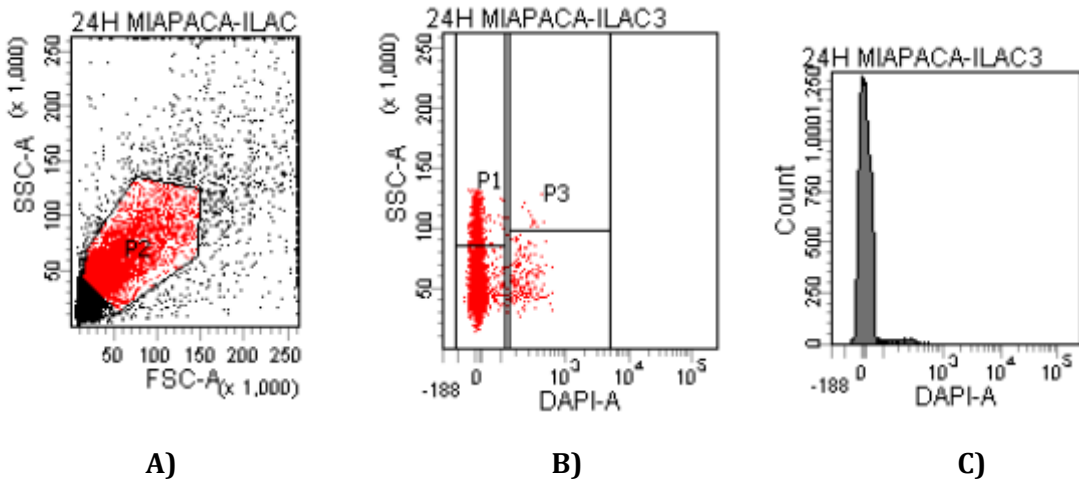 24H MIAPACA-ILAC
SSC-A (x 1,000)
250
200
150
100
50
P2
50 100 150 200 250
FSC-A (x 1,000)
A)
24H MIAPACA-ILAC3
SSC-A (x 1,000)
250
200
150
100
50
P1
P3
-188 0 10³ 10⁴ 10⁵
DAPI-A
B)
24H MIAPACA-ILAC3
Count
1,250
1,000
750
500
250
0
-188 0 10³ 10⁴ 10⁵
DAPI-A
C)